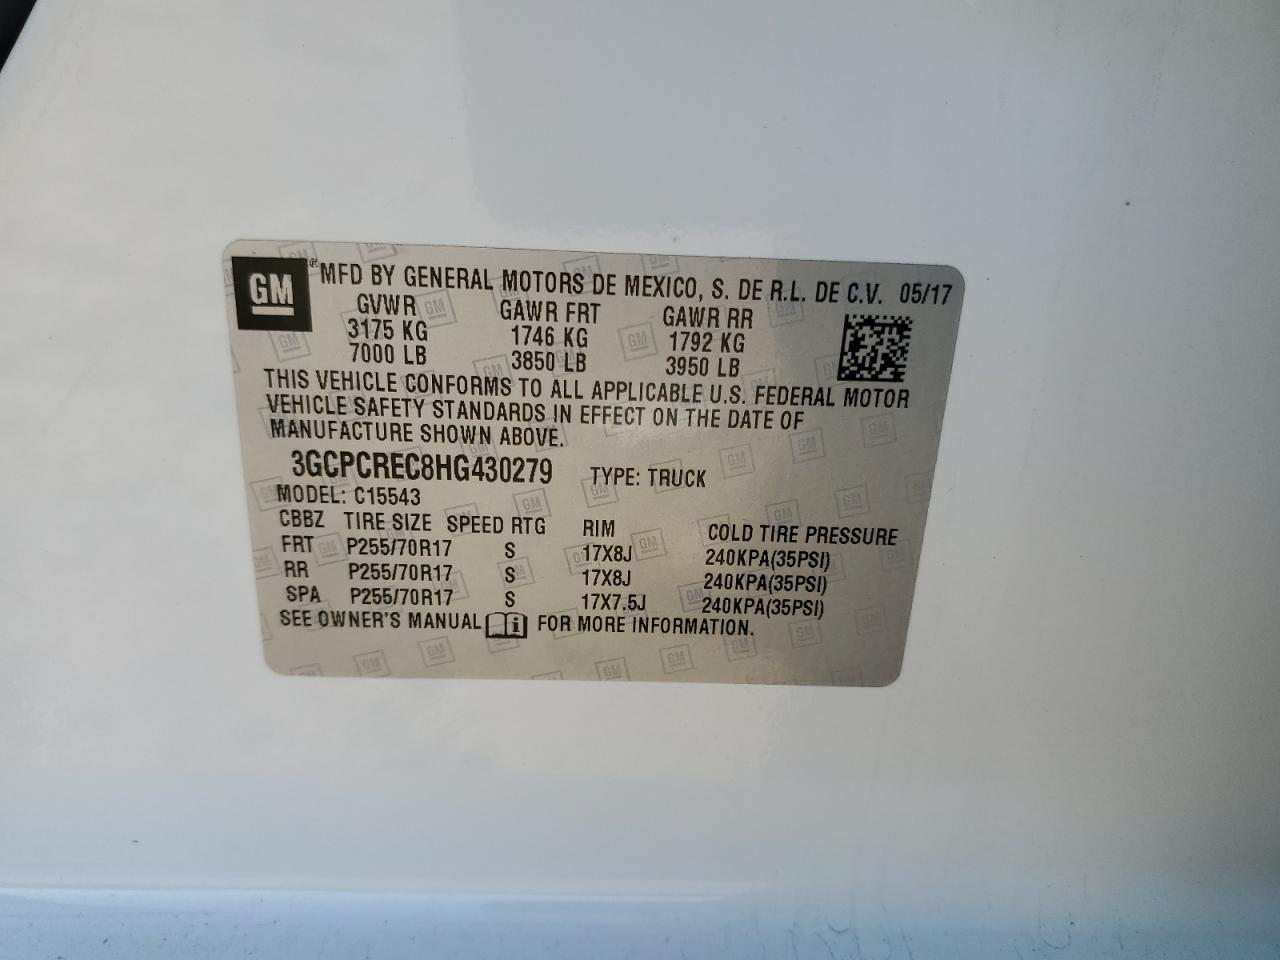 GM ® MFD BY GENERAL MOTORS DE MEXICO, S. DE R.L. DE C.V. 05/17
GVWR GAWR FRT GAWR RR
3175 KG 1746 KG 1792 KG
7000 LB 3850 LB 3950 LB
THIS VEHICLE CONFORMS TO ALL APPLICABLE U.S. FEDERAL MOTOR
VEHICLE SAFETY STANDARDS IN EFFECT ON THE DATE OF
MANUFACTURE SHOWN ABOVE.
3GCPCREC8HG430279 TYPE: TRUCK
MODEL: C15543
CBBZ TIRE SIZE SPEED RTG RIM COLD TIRE PRESSURE
FRT P255/70R17 S 17X8J 240KPA(35PSI)
RR P255/70R17 S 17X8J 240KPA(35PSI)
SPA P255/70R17 S 17X7.5J 240KPA(35PSI)
SEE OWNER'S MANUAL i FOR MORE INFORMATION.